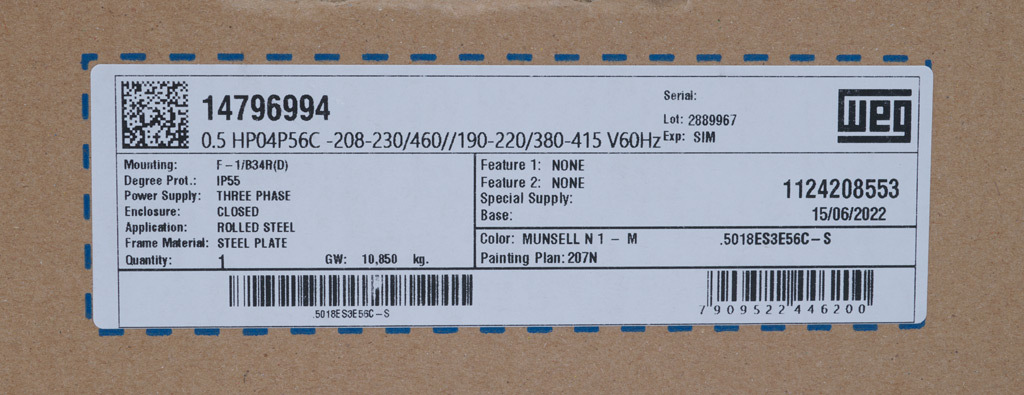 14796994
0.5 HP04P56C -208-230/460//190-220/380-415 V60Hz
Serial:
Lot: 2889967
Exp: SIM
WEG
Mounting: F-1/B34R(D)
Degree Prot.: IP55
Power Supply: THREE PHASE
Enclosure: CLOSED
Application: ROLLED STEEL
Frame Material: STEEL PLATE
Quantity: 1 GW: 10,850 kg.
Feature 1: NONE
Feature 2: NONE
Special Supply:
Base:
1124208553
15/06/2022
Color: MUNSELL N 1 - M .5018ES3E56C-S
Painting Plan: 207N
.5018ES3E56C-S
7909522446200